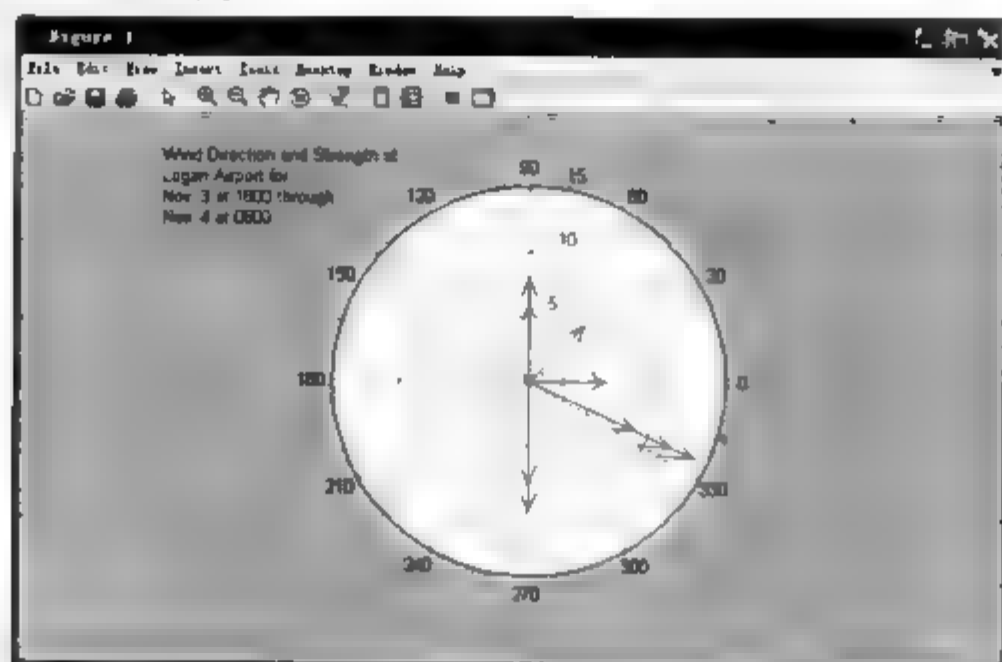 Figure 1
File Edit View Insert Tools Desktop Window Help
Wind Direction and Strength at
Logan Airport for
Nov 3 at 1800 through
Nov 4 at 0600
90
15
120
60
10
150
30
5
180
0
210
330
240
300
270